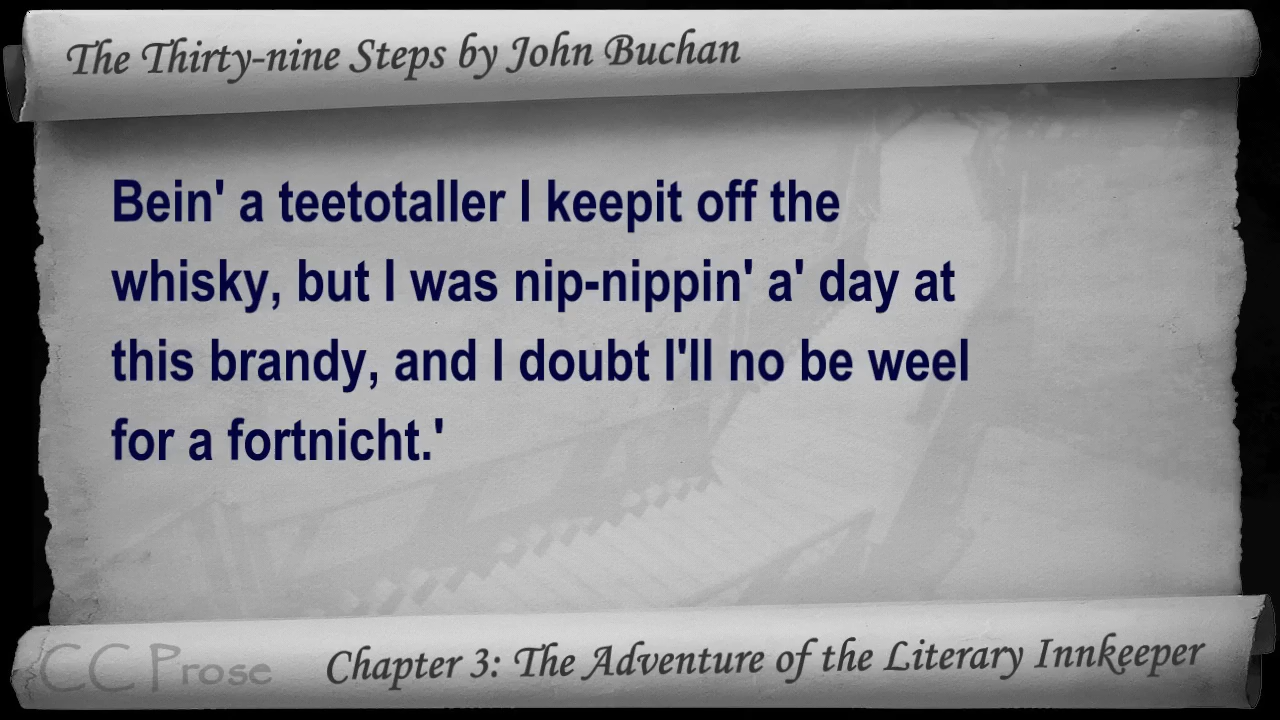 The Thirty-nine Steps by John Buchan
Bein' a teetotaller I keepit off the
whisky, but I was nip-nippin' a' day at
this brandy, and I doubt I'll no be weel
for a fortnicht.'
CC Prose
Chapter 3: The Adventure of the Literary Innkeeper